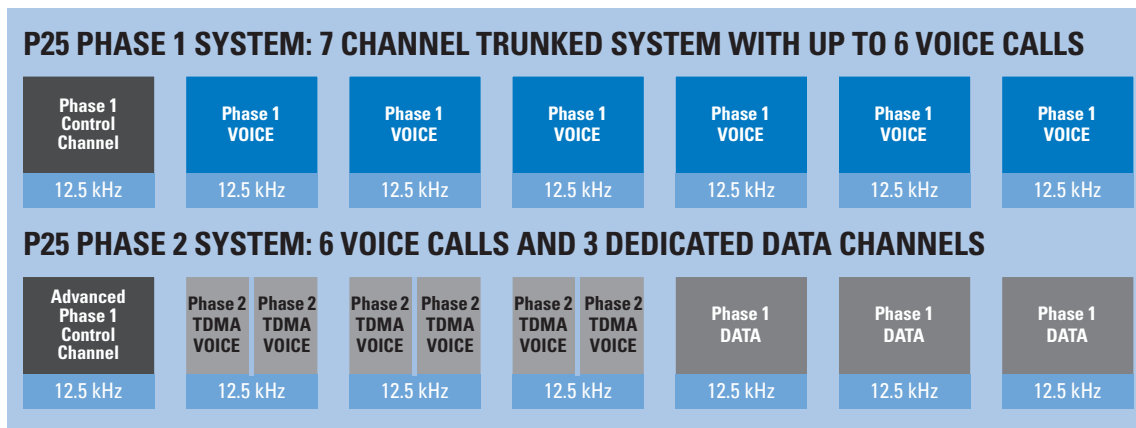 P25 PHASE 1 SYSTEM: 7 CHANNEL TRUNKED SYSTEM WITH UP TO 6 VOICE CALLS
Phase 1
Control
Channel
12.5 kHz
Phase 1
VOICE
12.5 kHz
Phase 1
VOICE
12.5 kHz
Phase 1
VOICE
12.5 kHz
Phase 1
VOICE
12.5 kHz
Phase 1
VOICE
12.5 kHz
Phase 1
VOICE
12.5 kHz
P25 PHASE 2 SYSTEM: 6 VOICE CALLS AND 3 DEDICATED DATA CHANNELS
Advanced
Phase 1
Control
Channel
12.5 kHz
Phase 2
TDMA
VOICE
Phase 2
TDMA
VOICE
12.5 kHz
Phase 2
TDMA
VOICE
Phase 2
TDMA
VOICE
12.5 kHz
Phase 2
TDMA
VOICE
Phase 2
TDMA
VOICE
12.5 kHz
Phase 1
DATA
12.5 kHz
Phase 1
DATA
12.5 kHz
Phase 1
DATA
12.5 kHz